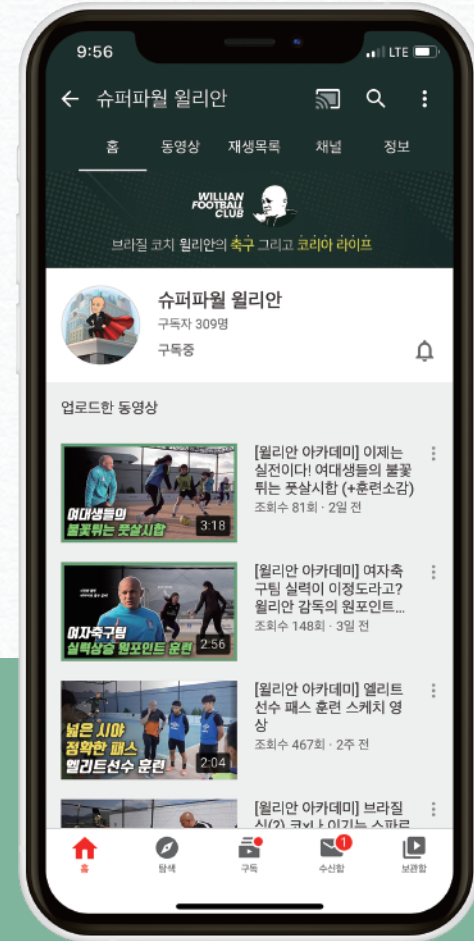 9:56
LTE
슈퍼파월 윌리안
홈 동영상 재생목록 채널 정보
WILLIAN
FOOTBALL
CLUB
브라질 코치 윌리안의 축구 그리고 코리아 라이프
슈퍼파월 윌리안
구독자 309명
구독중
업로드한 동영상
여대생들의
불꽃튀는 풋살시합
3:18
[윌리안 아카데미] 이제는
실전이다! 여대생들의 불꽃
튀는 풋살시합 (+훈련소감)
조회수 81회 · 2일 전
여자축구팀
실력상승 원포인트 훈련
2:56
[윌리안 아카데미] 여자축
구팀 실력이 이정도라고?
윌리안 감독의 원포인트...
조회수 148회 · 3일 전
넓은 시야
정확한 패스
엘리트선수 훈련
2:04
[윌리안 아카데미] 엘리트
선수 패스 훈련 스케치 영
상
조회수 467회 · 2주 전
[윌리안 아카데미] 브라질
1
홈 탐색 구독 수신함 보관함